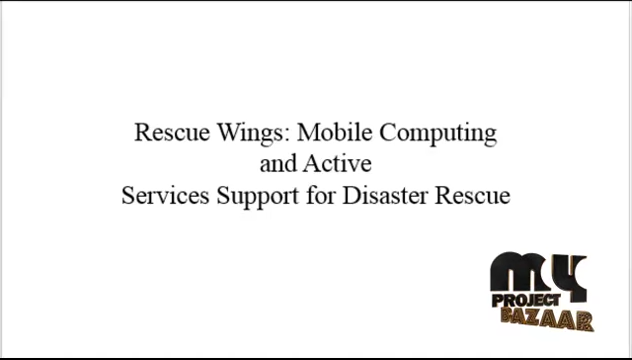 Rescue Wings: Mobile Computing
and Active
Services Support for Disaster Rescue
MY
PROJECT
BAZAAR